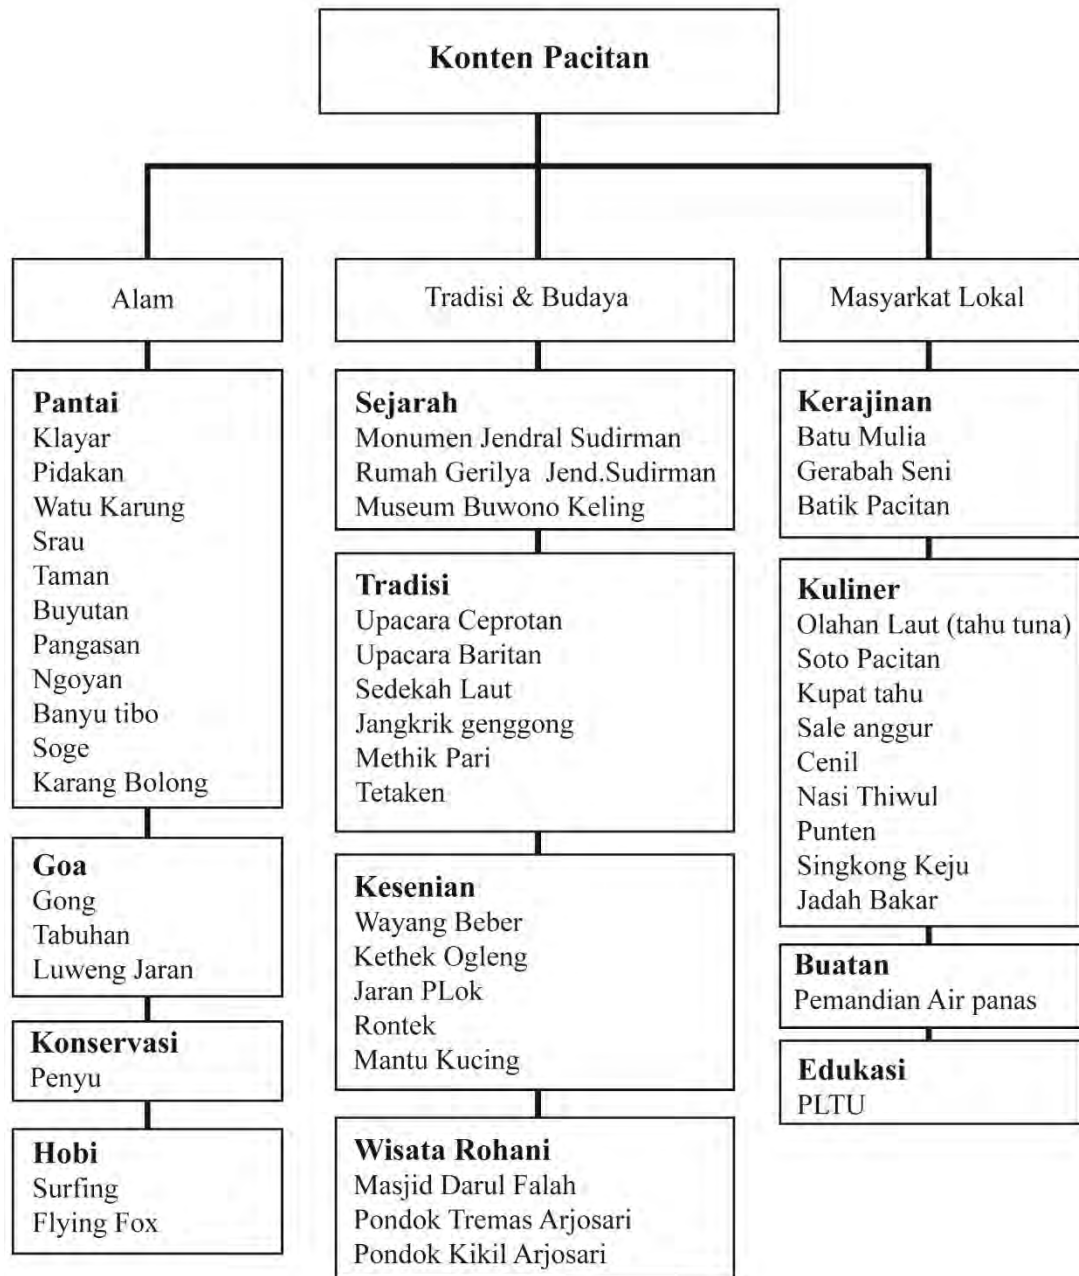 Konten Pacitan
Alam
Pantai
Klayar
Pidakan
Watu Karung
Srau
Taman
Buyutan
Pangasan
Ngoyan
Banyu tibo
Soge
Karang Bolong
Goa
Gong
Tabuhan
Luweng Jaran
Konservasi
Penyu
Hobi
Surfing
Flying Fox
Tradisi & Budaya
Sejarah
Monumen Jendral Sudirman
Rumah Gerilya Jend.Sudirman
Museum Buwono Keling
Tradisi
Upacara Ceprotan
Upacara Baritan
Sedekah Laut
Jangkrik genggong
Methik Pari
Tetaken
Kesenian
Wayang Beber
Kethek Ogleng
Jaran PLok
Rontek
Mantu Kucing
Wisata Rohani
Masjid Darul Falah
Pondok Tremas Arjosari
Pondok Kikil Arjosari
Masyarkat Lokal
Kerajinan
Batu Mulia
Gerabah Seni
Batik Pacitan
Kuliner
Olahan Laut (tahu tuna)
Soto Pacitan
Kupat tahu
Sale anggur
Cenil
Nasi Thiwul
Punten
Singkong Keju
Jadah Bakar
Buatan
Pemandian Air panas
Edukasi
PLTU